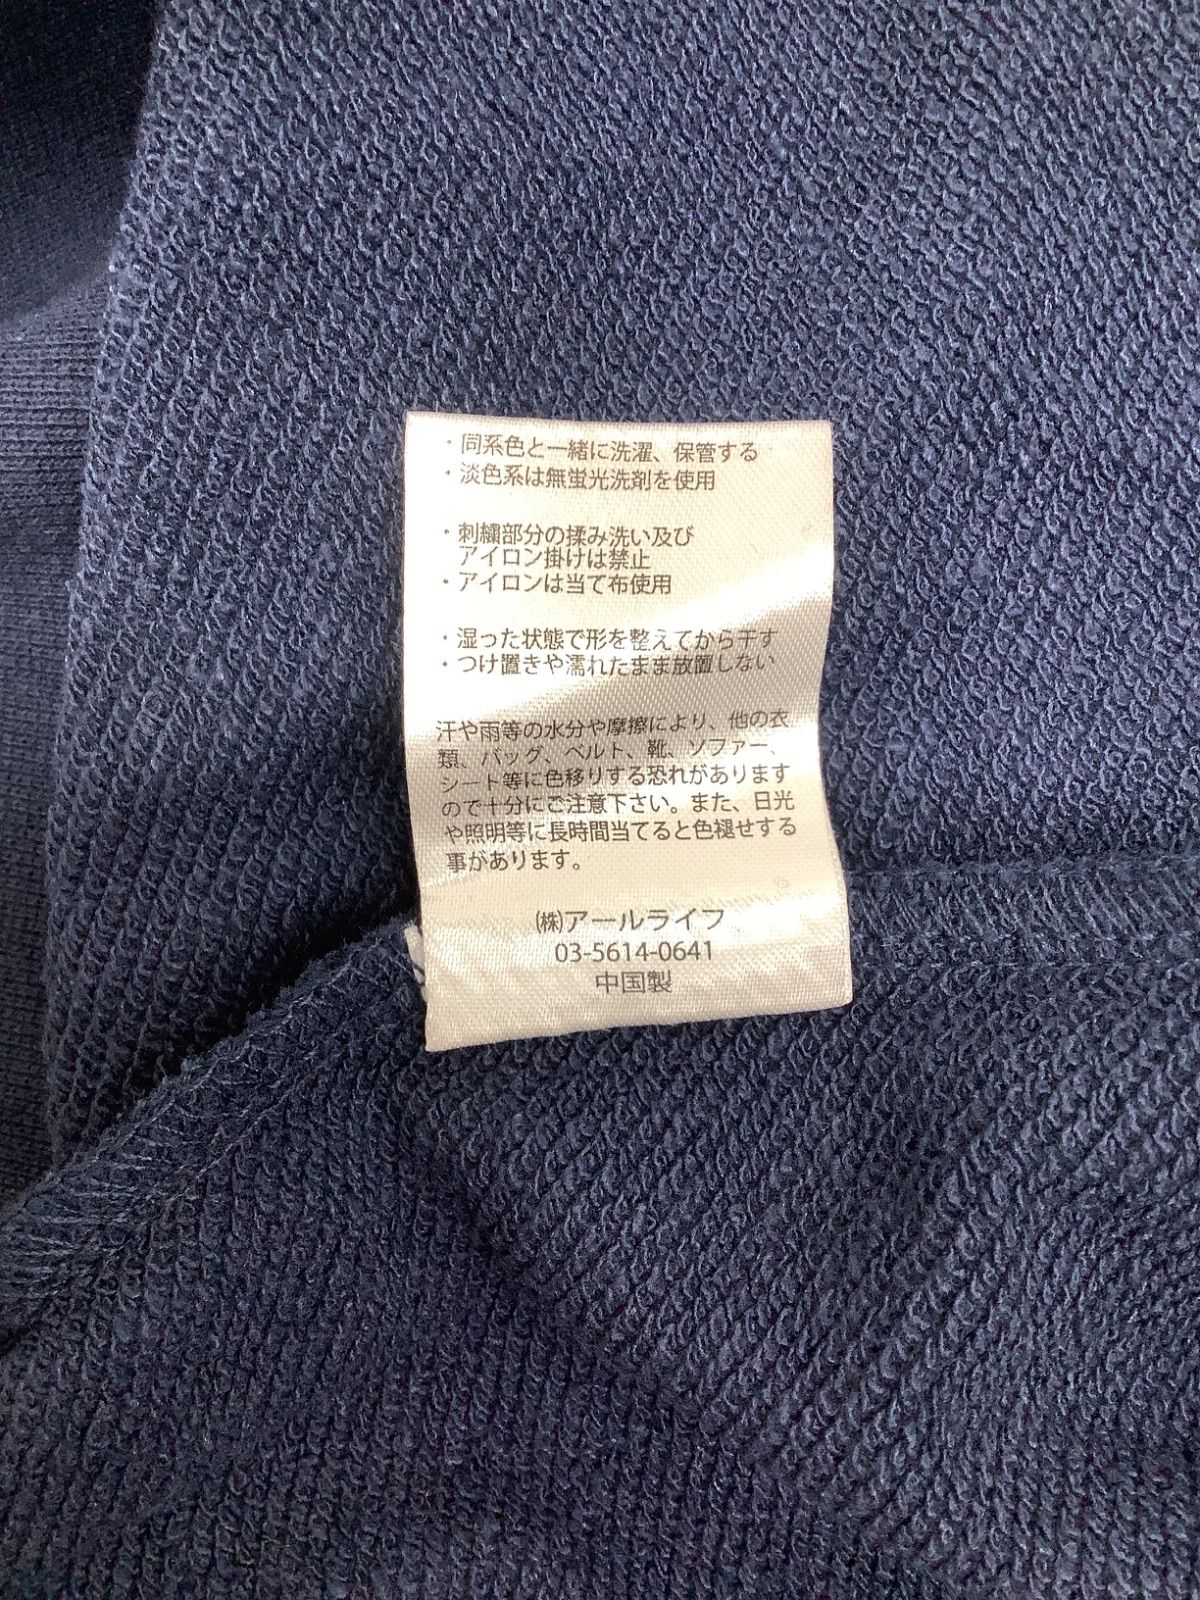 ・同系色と一緒に洗濯、保管する
・淡色系は無蛍光洗剤を使用
・刺繍部分の揉み洗い及び
アイロン掛けは禁止
・アイロンは当て布使用
・湿った状態で形を整えてから干す
・つけ置きや濡れたまま放置しない
汗や雨等の水分や摩擦により、他の衣
類、バッグ、ベルト、靴、ソファー、
シート等に色移りする恐れがあります
ので十分にご注意下さい。また、日光
や照明等に長時間当てると色褪せする
事があります。
㈱アールライフ
03-5614-0641
中国製